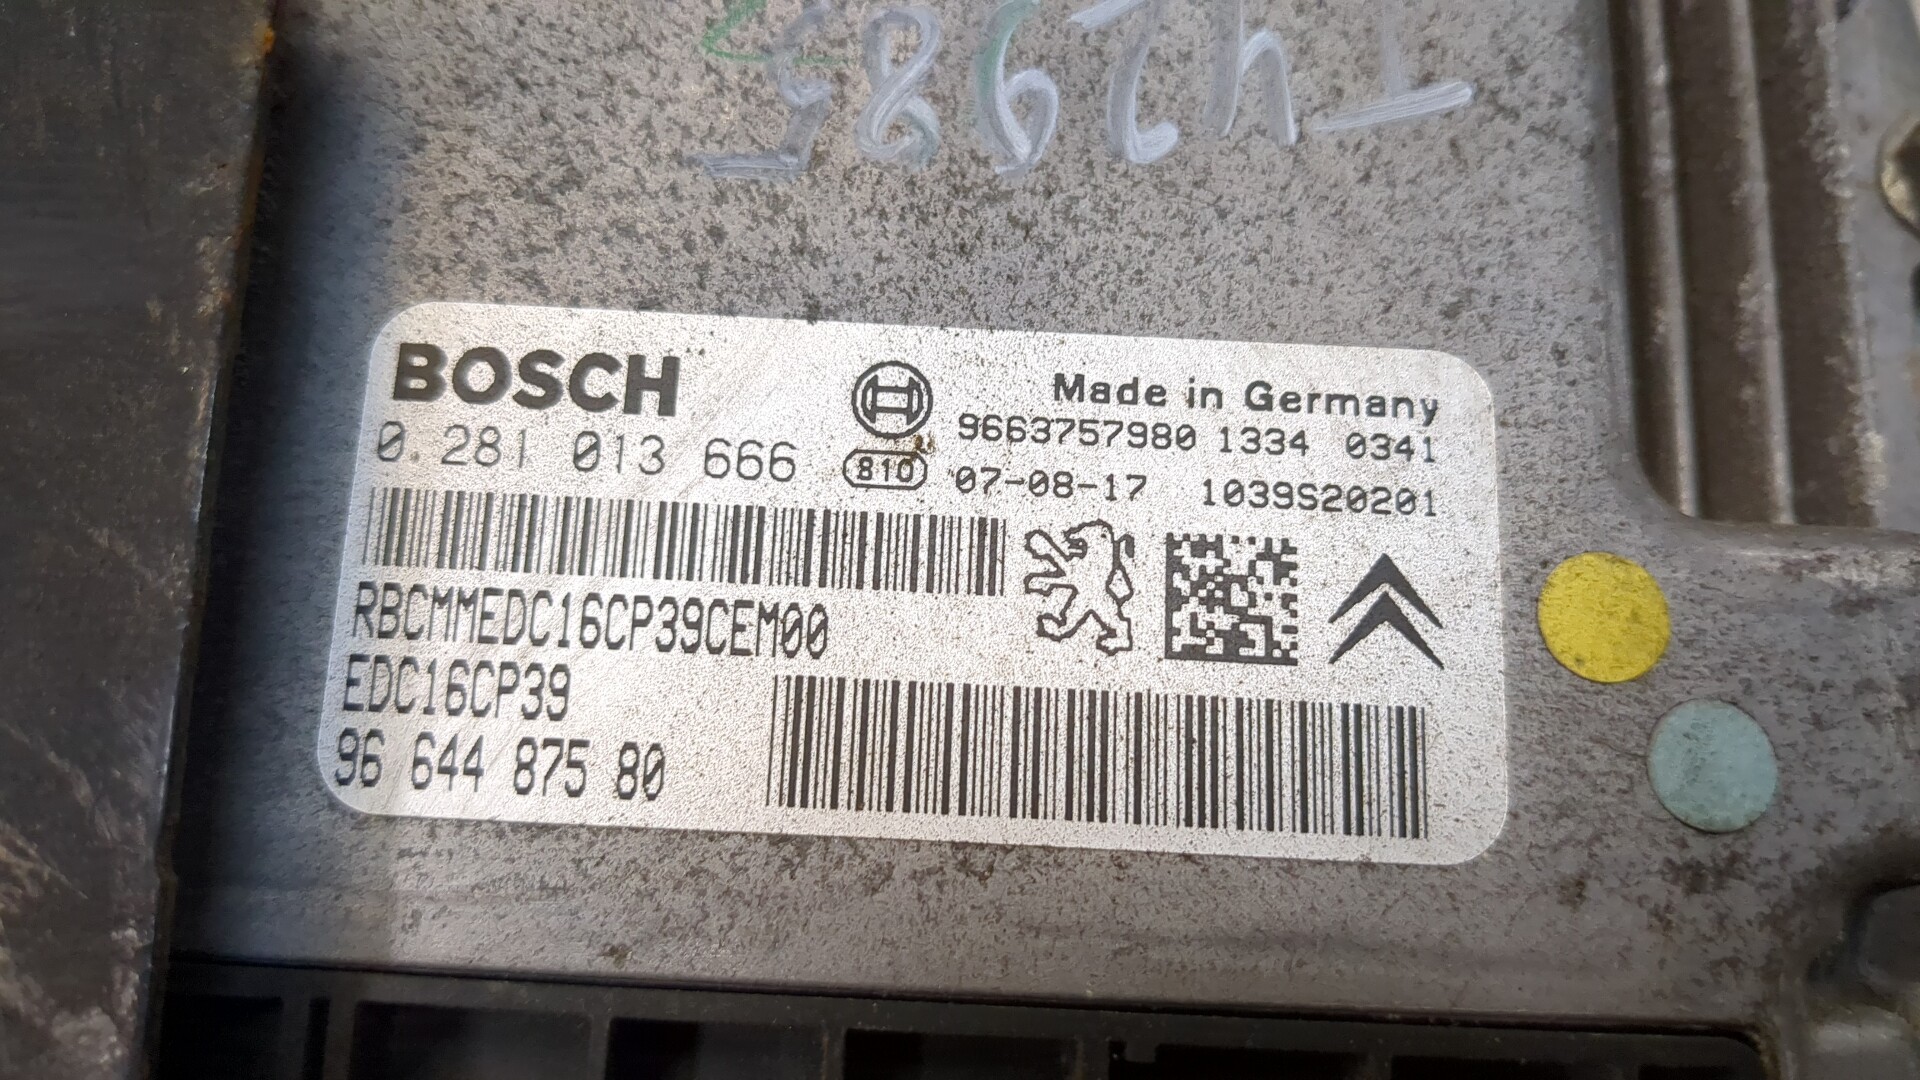 T42985
BOSCH
Made in Germany
0 281 013 666
9663757980 1334 0341
810 07-08-17 1039S20201
RBCMMEDC16CP39CEM00
EDC16CP39
96 644 875 80